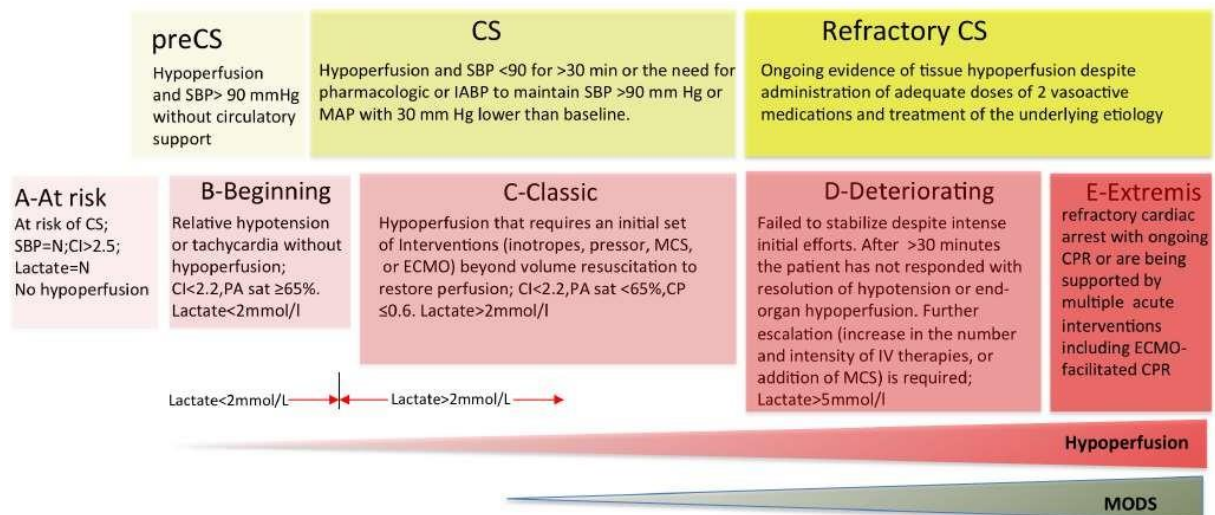 preCS
Hypoperfusion
and SBP> 90 mmHg
without circulatory
support
CS
Hypoperfusion and SBP <90 for >30 min or the need for
pharmacologic or IABP to maintain SBP >90 mm Hg or
MAP with 30 mm Hg lower than baseline.
Refractory CS
Ongoing evidence of tissue hypoperfusion despite
administration of adequate doses of 2 vasoactive
medications and treatment of the underlying etiology
A-At risk
At risk of CS;
SBP=N;CI>2.5;
Lactate=N
No hypoperfusion
B-Beginning
Relative hypotension
or tachycardia without
hypoperfusion;
CI<2.2,PA sat ≥65%.
Lactate<2mmol/l
C-Classic
Hypoperfusion that requires an initial set
of Interventions (inotropes, pressor, MCS,
or ECMO) beyond volume resuscitation to
restore perfusion; CI<2.2,PA sat <65%,CP
≤0.6. Lactate>2mmol/l
D-Deteriorating
Failed to stabilize despite intense
initial efforts. After >30 minutes
the patient has not responded with
resolution of hypotension or end-
organ hypoperfusion. Further
escalation (increase in the number
and intensity of IV therapies, or
addition of MCS) is required;
Lactate>5mmol/l
E-Extremis
refractory cardiac
arrest with ongoing
CPR or are being
supported by
multiple acute
interventions
including ECMO-
facilitated CPR
Lactate<2mmol/L
Lactate>2mmol/L
Hypoperfusion
MODS